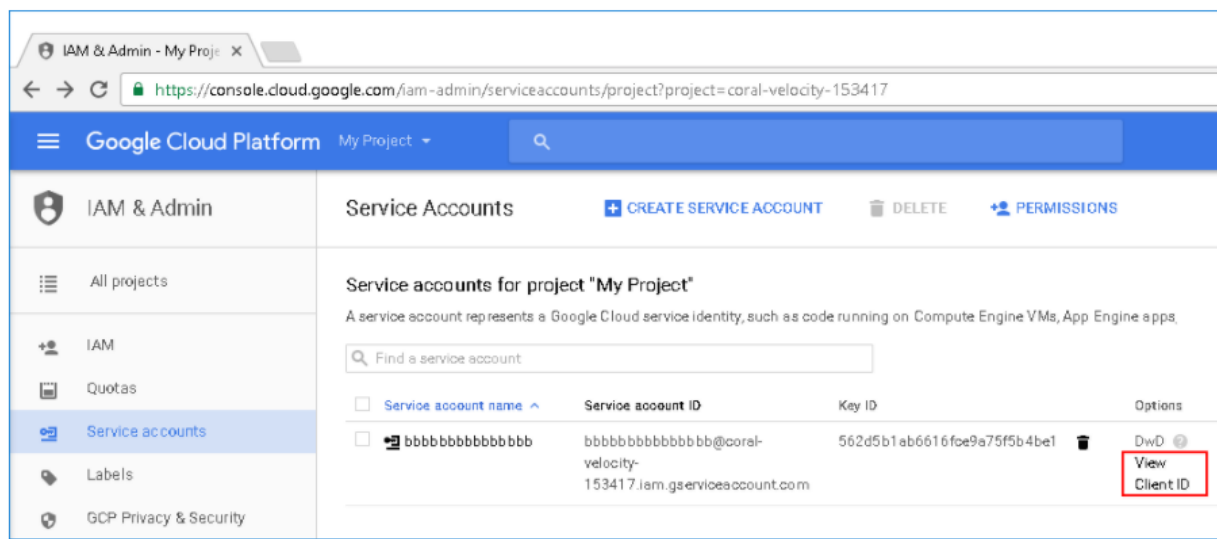 IAM & Admin - My Proje
https://console.cloud.google.com/iam-admin/serviceaccounts/project?project=coral-velocity-153417
Google Cloud Platform My Project
IAM & Admin
Service Accounts CREATE SERVICE ACCOUNT DELETE PERMISSIONS
All projects
Service accounts for project "My Project"
A service account represents a Google Cloud service identity, such as code running on Compute Engine VMs, App Engine apps,
IAM
Find a service account
Quotas
Service account name Service account ID Key ID Options
Service accounts
bbbbbbbbbbbbbbb bbbbbbbbbbbbbbb@coral- 562d5b1ab6616fce9a75f5b4be1 DwD
velocity- View
153417.iam.gserviceaccount.com Client ID
Labels
GCP Privacy & Security